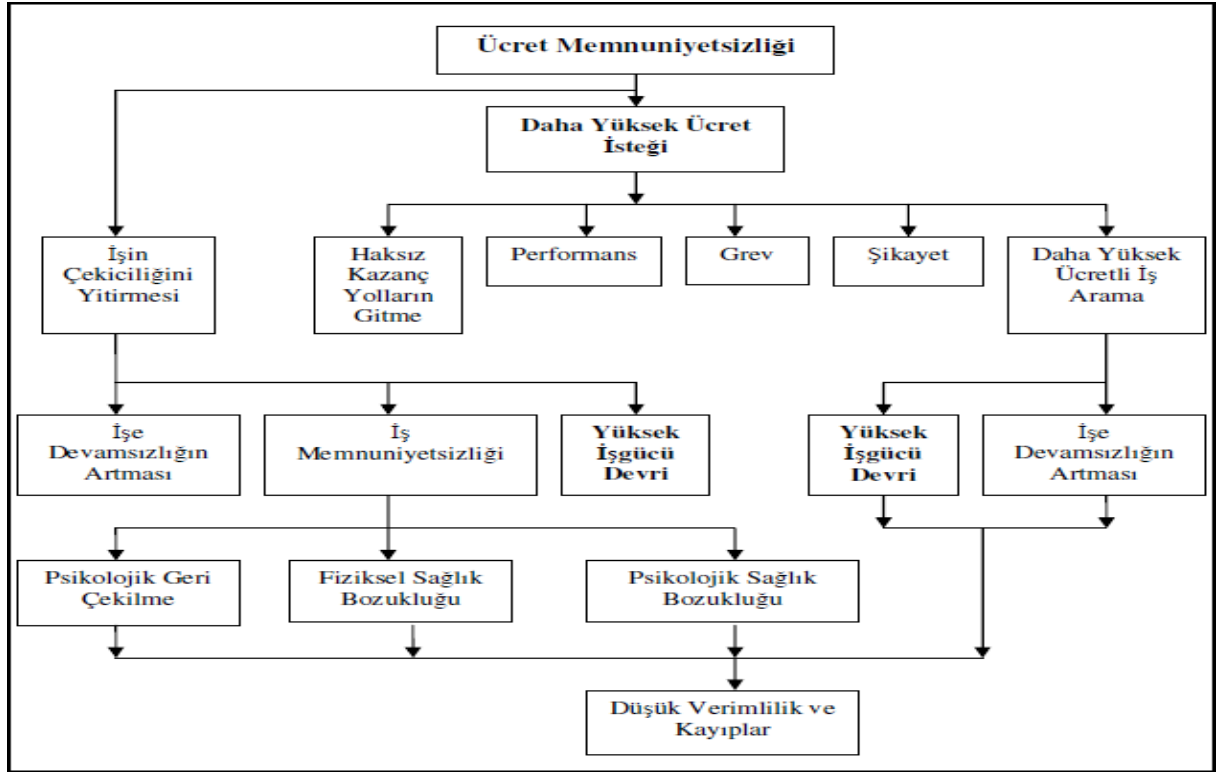 Ücret Memnuniyetsizliği
Daha Yüksek Ücret
İsteği
İşin
Çekiciliğini
Yitirmesi
Haksız
Kazanç
Yolların
Gitme
Performans
Grev
Şikayet
Daha Yüksek
Ücretli İş
Arama
İşe
Devamsızlığın
Artması
İş
Memnuniyetsizliği
Yüksek
İşgücü
Devri
Yüksek
İşgücü
Devri
İşe
Devamsızlığın
Artması
Psikolojik Geri
Çekilme
Fiziksel Sağlık
Bozukluğu
Psikolojik Sağlık
Bozukluğu
Düşük Verimlilik ve
Kayıplar